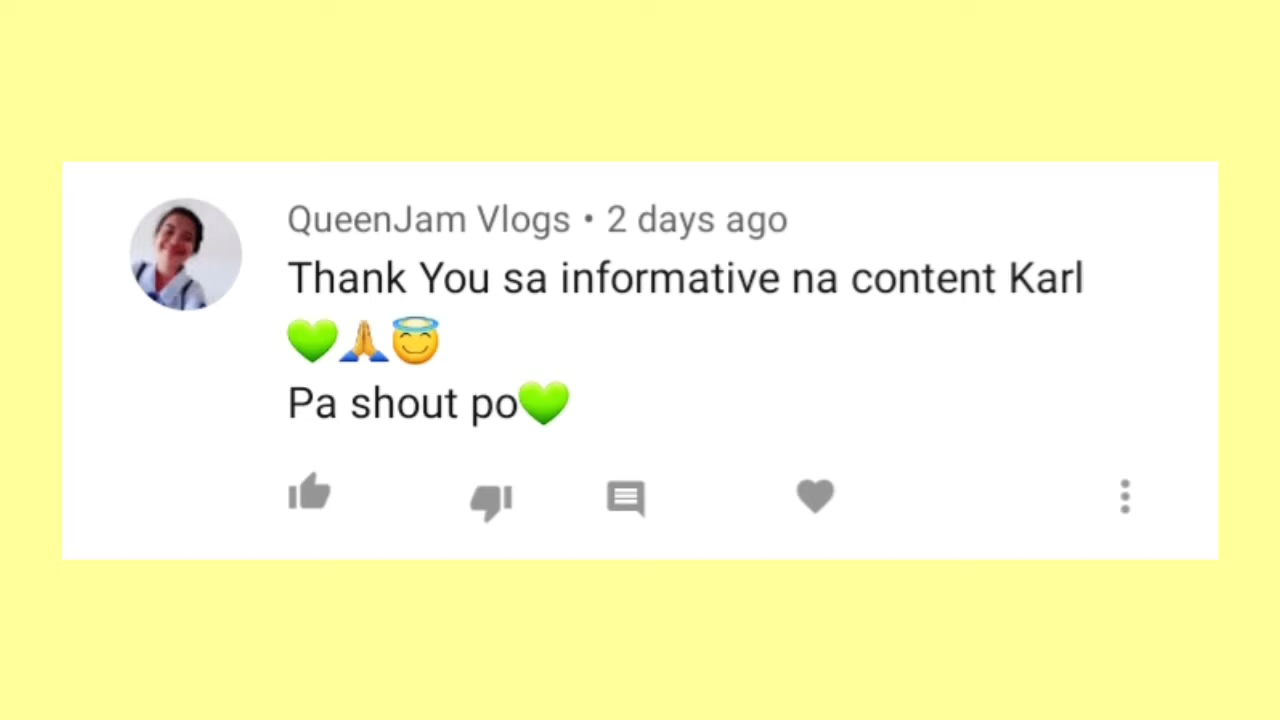 QueenJam Vlogs • 2 days ago
Thank You sa informative na content Karl
💚🙏😇
Pa shout po💚